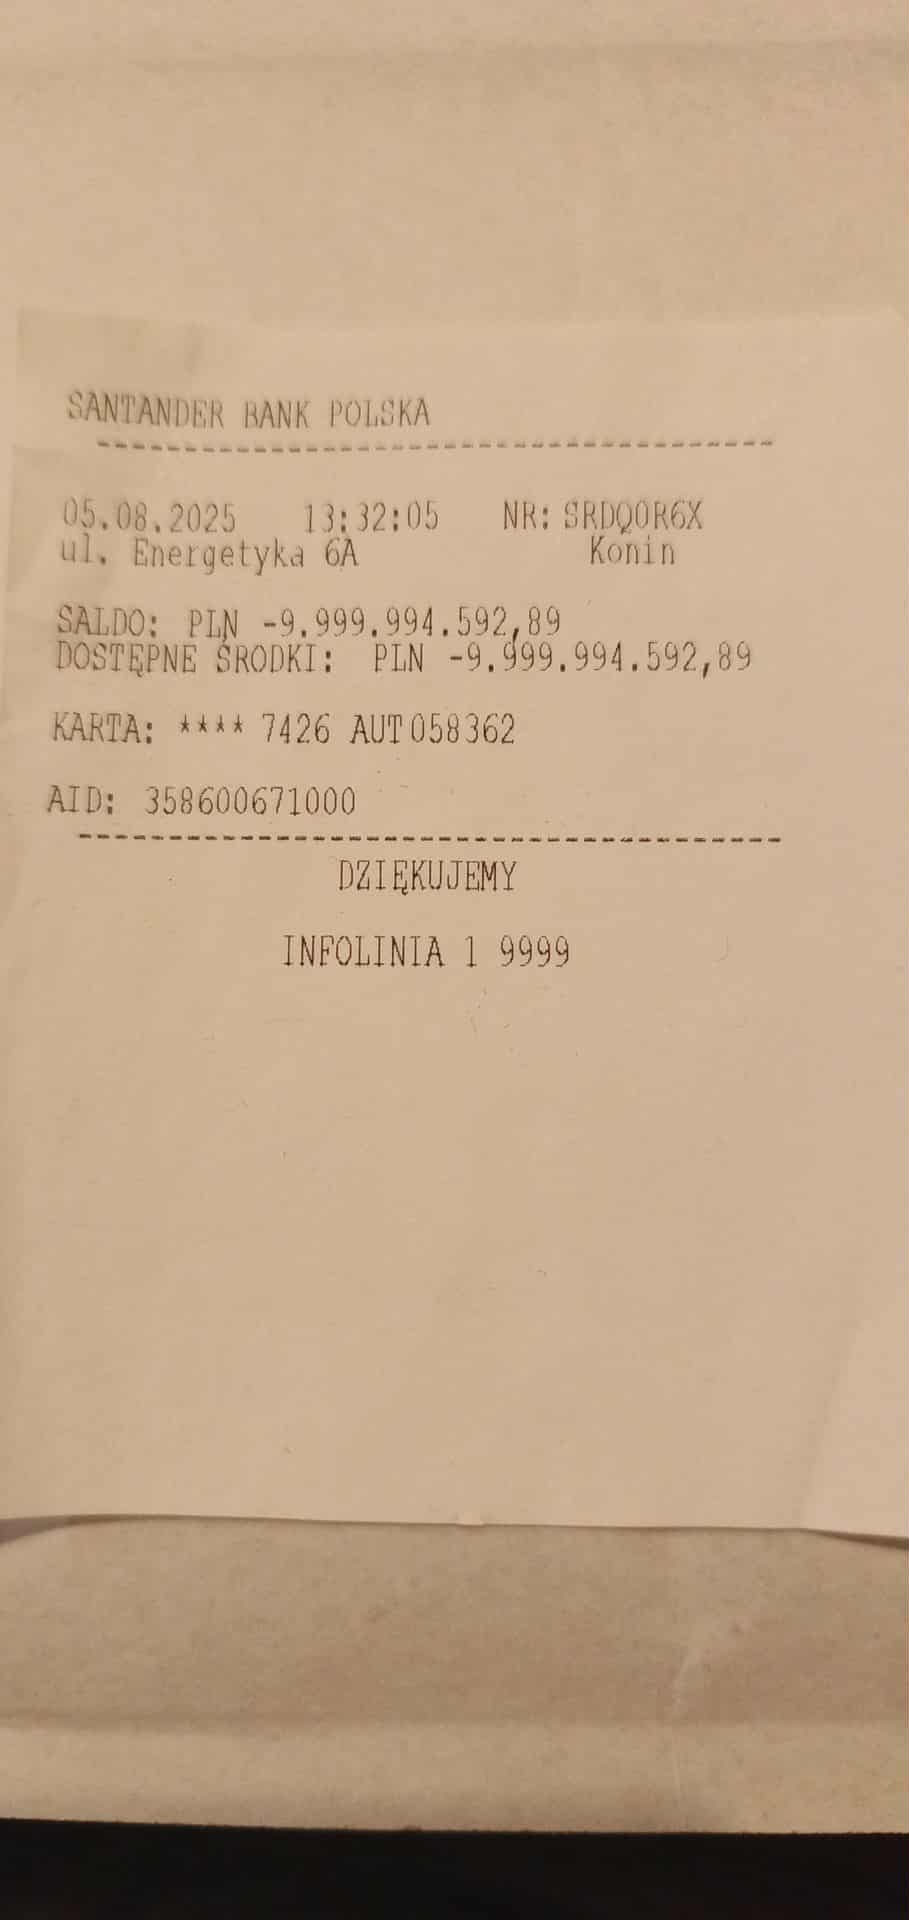 SANTANDER BANK POLSKA
--------------------------------------
05.08.2025 13:32:05 NR: SRDQ0R6X
ul. Energetyka 6A Konin
SALDO: PLN -9.999.994.592,89
DOSTĘPNE ŚRODKI: PLN -9.999.994.592,89
KARTA: **** 7426 AUT 058362
AID: 358600671000
--------------------------------------
DZIĘKUJEMY
INFOLINIA 1 9999